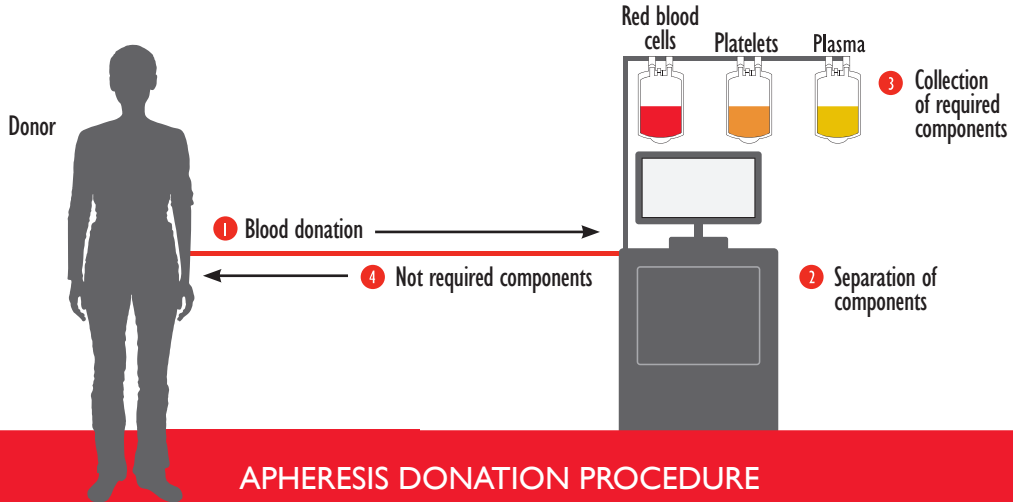 Red blood
cells
Platelets
Plasma
3 Collection
of required
components
Donor
1 Blood donation
4 Not required components
2 Separation of
components
APHERESIS DONATION PROCEDURE